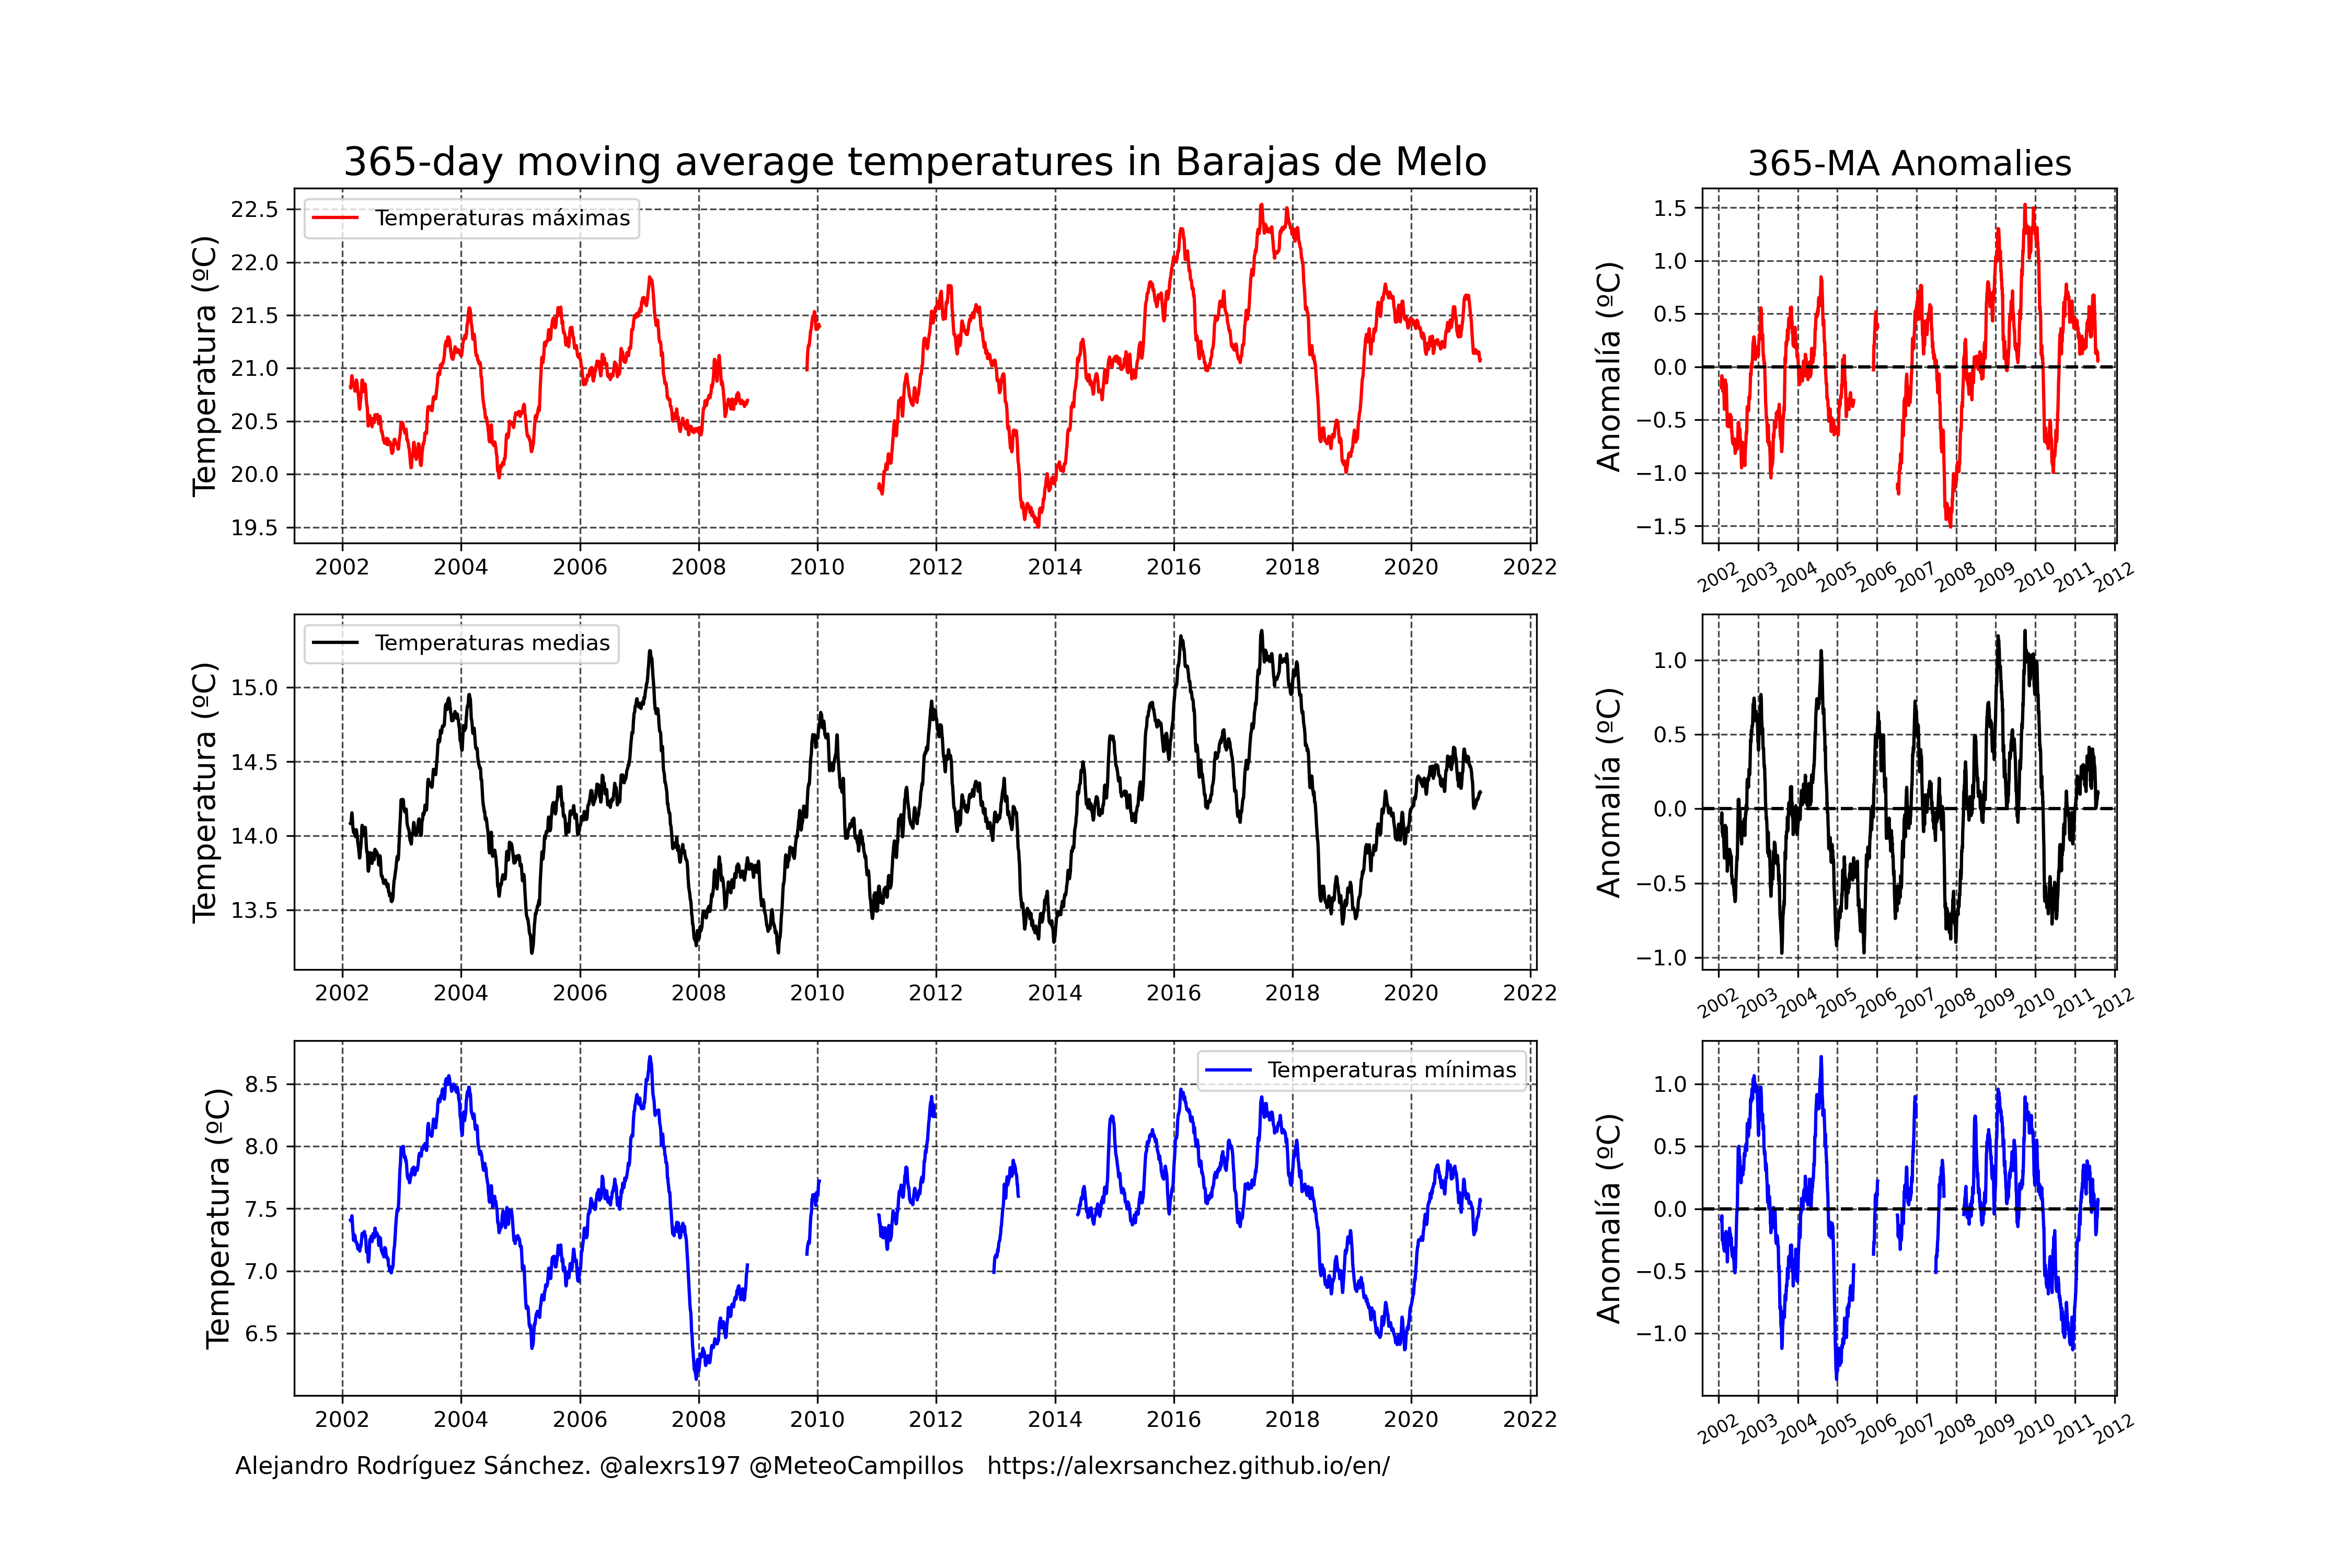 365-day moving average temperatures in Barajas de Melo
Temperatura (ºC)
22.5
22.0
21.5
21.0
20.5
20.0
19.5
Temperaturas máximas
2002 2004 2006 2008 2010 2012 2014 2016 2018 2020 2022
365-MA Anomalies
Anomalía (ºC)
1.5
1.0
0.5
0.0
−0.5
−1.0
−1.5
2002 2003 2004 2005 2006 2007 2008 2009 2010 2011 2012
Temperatura (ºC)
15.0
14.5
14.0
13.5
Temperaturas medias
2002 2004 2006 2008 2010 2012 2014 2016 2018 2020 2022
Anomalía (ºC)
1.0
0.5
0.0
−0.5
−1.0
2002 2003 2004 2005 2006 2007 2008 2009 2010 2011 2012
Temperatura (ºC)
8.5
8.0
7.5
7.0
6.5
Temperaturas mínimas
2002 2004 2006 2008 2010 2012 2014 2016 2018 2020 2022
Anomalía (ºC)
1.0
0.5
0.0
−0.5
−1.0
2002 2003 2004 2005 2006 2007 2008 2009 2010 2011 2012
Alejandro Rodríguez Sánchez. @alexrs197 @MeteoCampillos https://alexrsanchez.github.io/en/